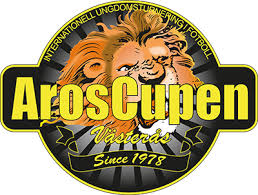 INTERNATIONELL UNGDOMSTURNERING I FOTBOLL
ArosCupen
Västerås
Since 1978